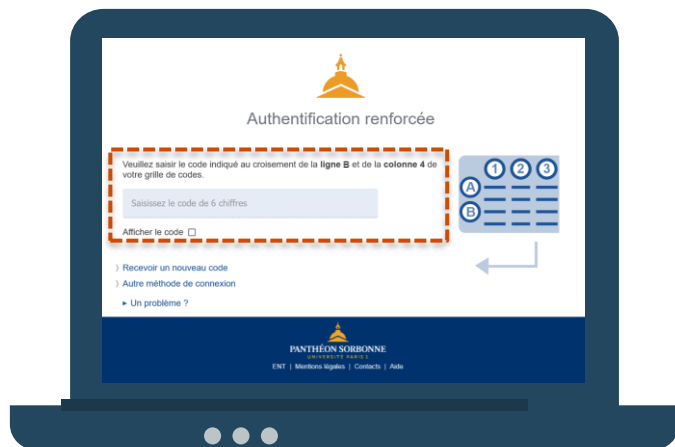 Authentification renforcée
Veuillez saisir le code indiqué au croisement de la ligne B et de la colonne 4 de
votre grille de codes.
Saisissez le code de 6 chiffres
Afficher le code
1 2 3
A
B
Recevoir un nouveau code
Autre méthode de connexion
Un problème ?
PANTHÉON SORBONNE
UNIVERSITÉ PARIS 1
ENT | Mentions légales | Contacts | Aide